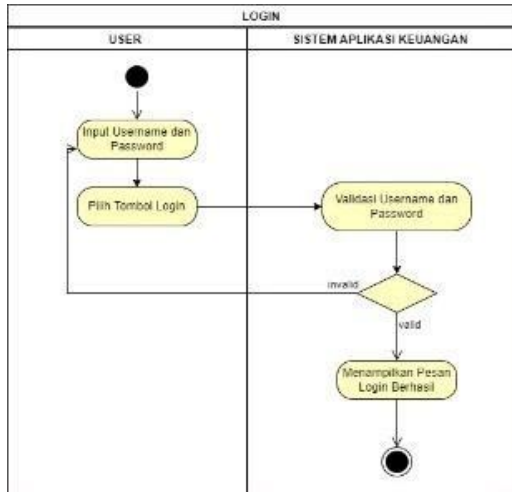 LOGIN
USER
SISTEM APLIKASI KEUANGAN
Input Username dan
Password
Pilih Tombol Login
Validasi Username dan
Password
invalid
valid
Menampilkan Pesan
Login Berhasil